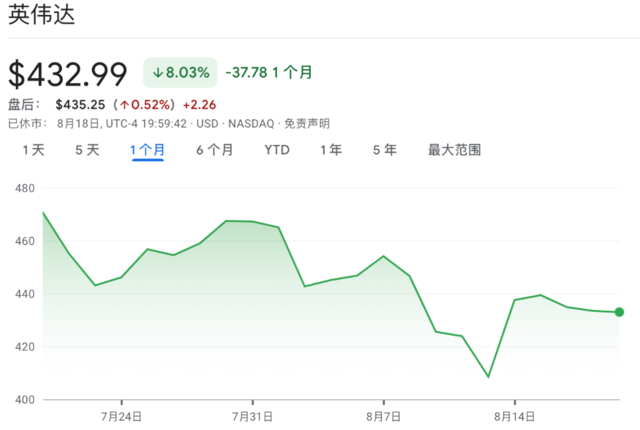 英伟达
$432.99 ↓8.03% -37.78 1 个月
盘后： $435.25 (↑0.52%) +2.26
已休市： 8月18日, UTC-4 19:59:42 · USD · NASDAQ · 免责声明
1 天 5 天 1 个月 6 个月 YTD 1 年 5 年 最大范围
480
460
440
420
400
7月24日 7月31日 8月7日 8月14日